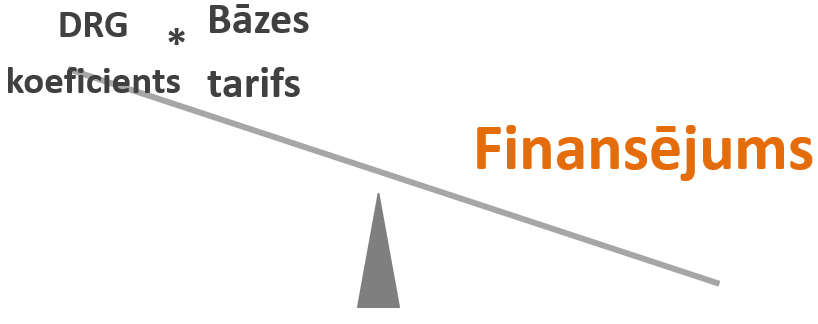 DRG * Bāzes
koeficients tarifs
Finansējums